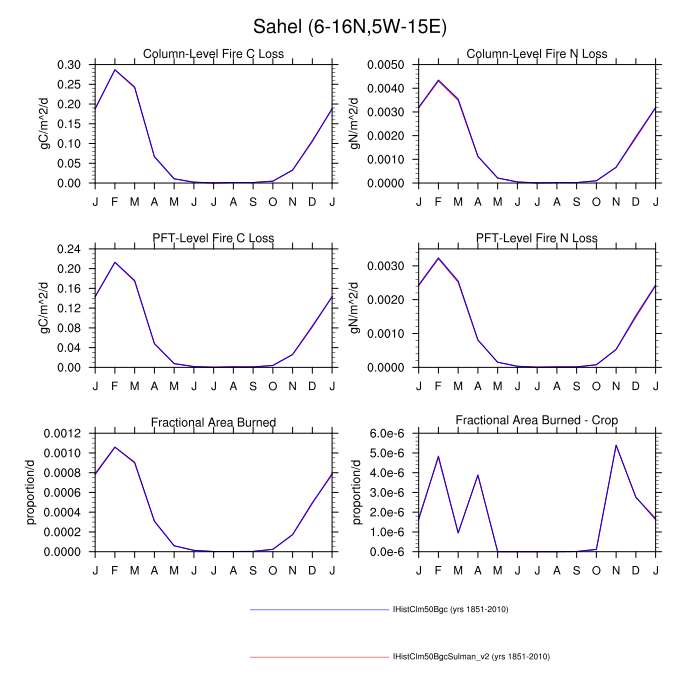 Sahel (6-16N,5W-15E)
Column-Level Fire C Loss
gC/m^2/d
0.30
0.25
0.20
0.15
0.10
0.05
0.00
J F M A M J J A S O N D J
Column-Level Fire N Loss
gN/m^2/d
0.0050
0.0040
0.0030
0.0020
0.0010
0.0000
J F M A M J J A S O N D J
PFT-Level Fire C Loss
gC/m^2/d
0.24
0.20
0.16
0.12
0.08
0.04
0.00
J F M A M J J A S O N D J
PFT-Level Fire N Loss
gN/m^2/d
0.0030
0.0020
0.0010
0.0000
J F M A M J J A S O N D J
Fractional Area Burned
proportion/d
0.0012
0.0010
0.0008
0.0006
0.0004
0.0002
0.0000
J F M A M J J A S O N D J
Fractional Area Burned - Crop
proportion/d
6.0e-6
5.0e-6
4.0e-6
3.0e-6
2.0e-6
1.0e-6
0.0e-6
J F M A M J J A S O N D J
IHistClm50Bgc (yrs 1851-2010)
IHistClm50BgcSulman_v2 (yrs 1851-2010)